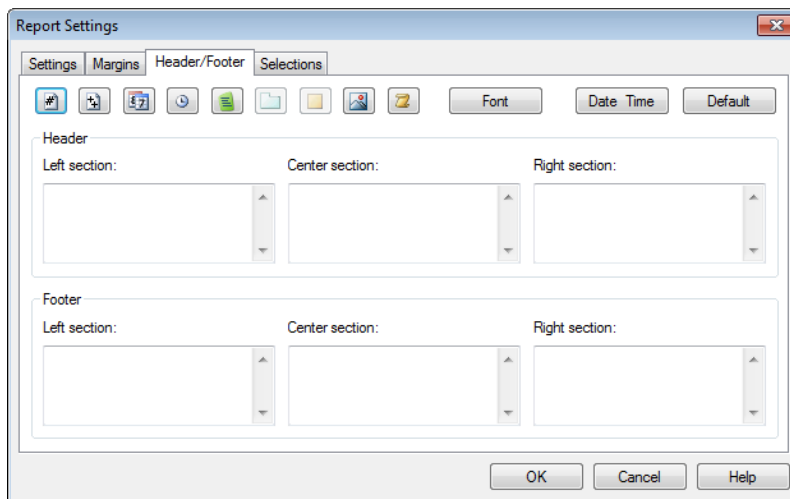 Report Settings
Settings Margins Header/Footer Selections
Font Date Time Default
Header
Left section: Center section: Right section:
Footer
Left section: Center section: Right section:
OK Cancel Help